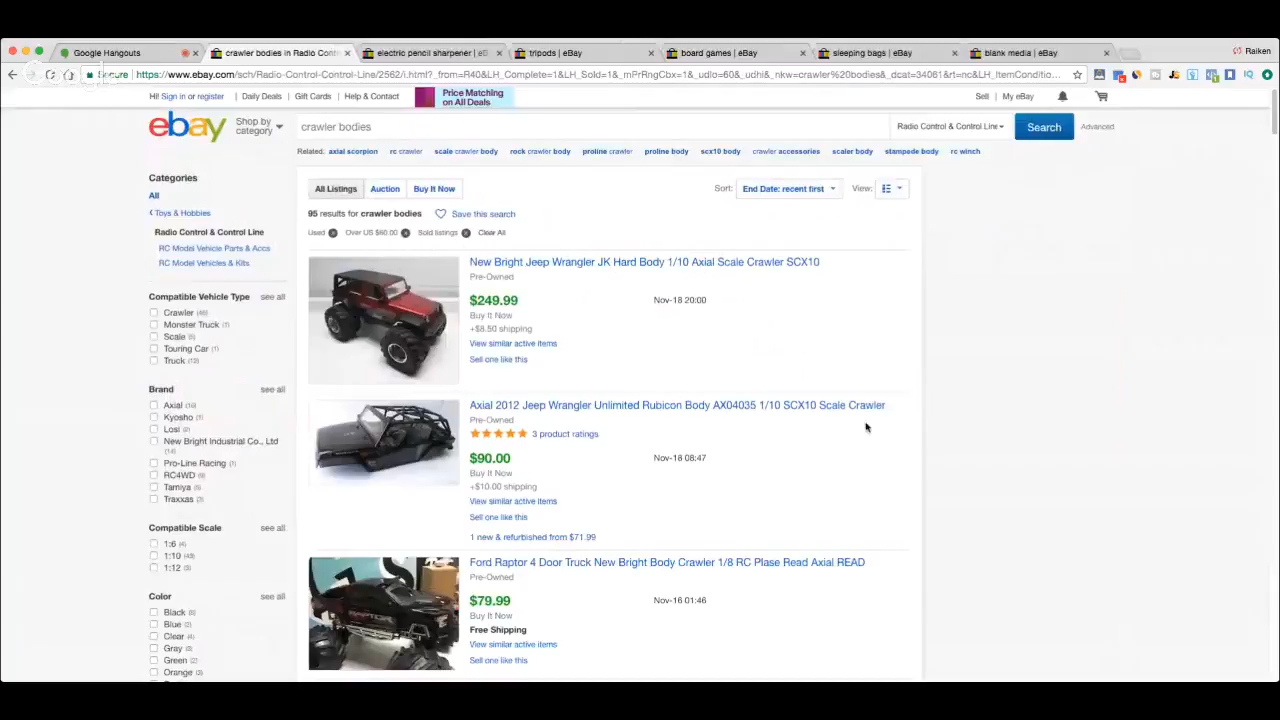 Google Hangouts
crawler bodies in Radio Contr
electric pencil sharpener | eB
tripods | eBay
board games | eBay
sleeping bags | eBay
blank media | eBay
Raiken
Secure
https://www.ebay.com/sch/Radio-Control-Control-Line/2562/i.html?_from=R40&LH_Complete=1&LH_Sold=1&_mPrRngCbx=1&_udlo=60&_udhi&_nkw=crawler%20bodies&_dcat=34061&rt=nc&LH_ItemConditio...
Hi! Sign in or register
Daily Deals
Gift Cards
Help & Contact
Price Matching
on All Deals
Sell
My eBay
ebay
Shop by
category
crawler bodies
Radio Control & Control Line
Search
Advanced
Related: axial scorpion rc crawler scale crawler body rock crawler body proline crawler proline body scx10 body crawler accessories scaler body stampede body rc winch
Categories
All
Toys & Hobbies
Radio Control & Control Line
RC Model Vehicle Parts & Accs
RC Model Vehicles & Kits
Compatible Vehicle Type see all
Crawler (46)
Monster Truck (1)
Scale (5)
Touring Car (1)
Truck (13)
Brand see all
Axial (14)
Kyosho (1)
Losi (2)
New Bright Industrial Co., Ltd
(14)
Pro-Line Racing (1)
RC4WD (9)
Tamiya (5)
Traxxas (3)
Compatible Scale see all
1:6 (4)
1:10 (43)
1:12 (3)
Color see all
Black (8)
Blue (2)
Clear (4)
Gray (3)
Green (2)
Orange (3)
All Listings
Auction
Buy It Now
Sort: End Date: recent first
View:
95 results for crawler bodies
Save this search
Used
Over US $60.00
Sold listings
Clear All
New Bright Jeep Wrangler JK Hard Body 1/10 Axial Scale Crawler SCX10
Pre-Owned
$249.99
Nov-18 20:00
Buy It Now
+$8.50 shipping
View similar active items
Sell one like this
Axial 2012 Jeep Wrangler Unlimited Rubicon Body AX04035 1/10 SCX10 Scale Crawler
Pre-Owned
3 product ratings
$90.00
Nov-18 08:47
Buy It Now
+$10.00 shipping
View similar active items
Sell one like this
1 new & refurbished from $71.99
Ford Raptor 4 Door Truck New Bright Body Crawler 1/8 RC Plase Read Axial READ
Pre-Owned
$79.99
Nov-16 01:46
Buy It Now
Free Shipping
View similar active items
Sell one like this
RAPTOR